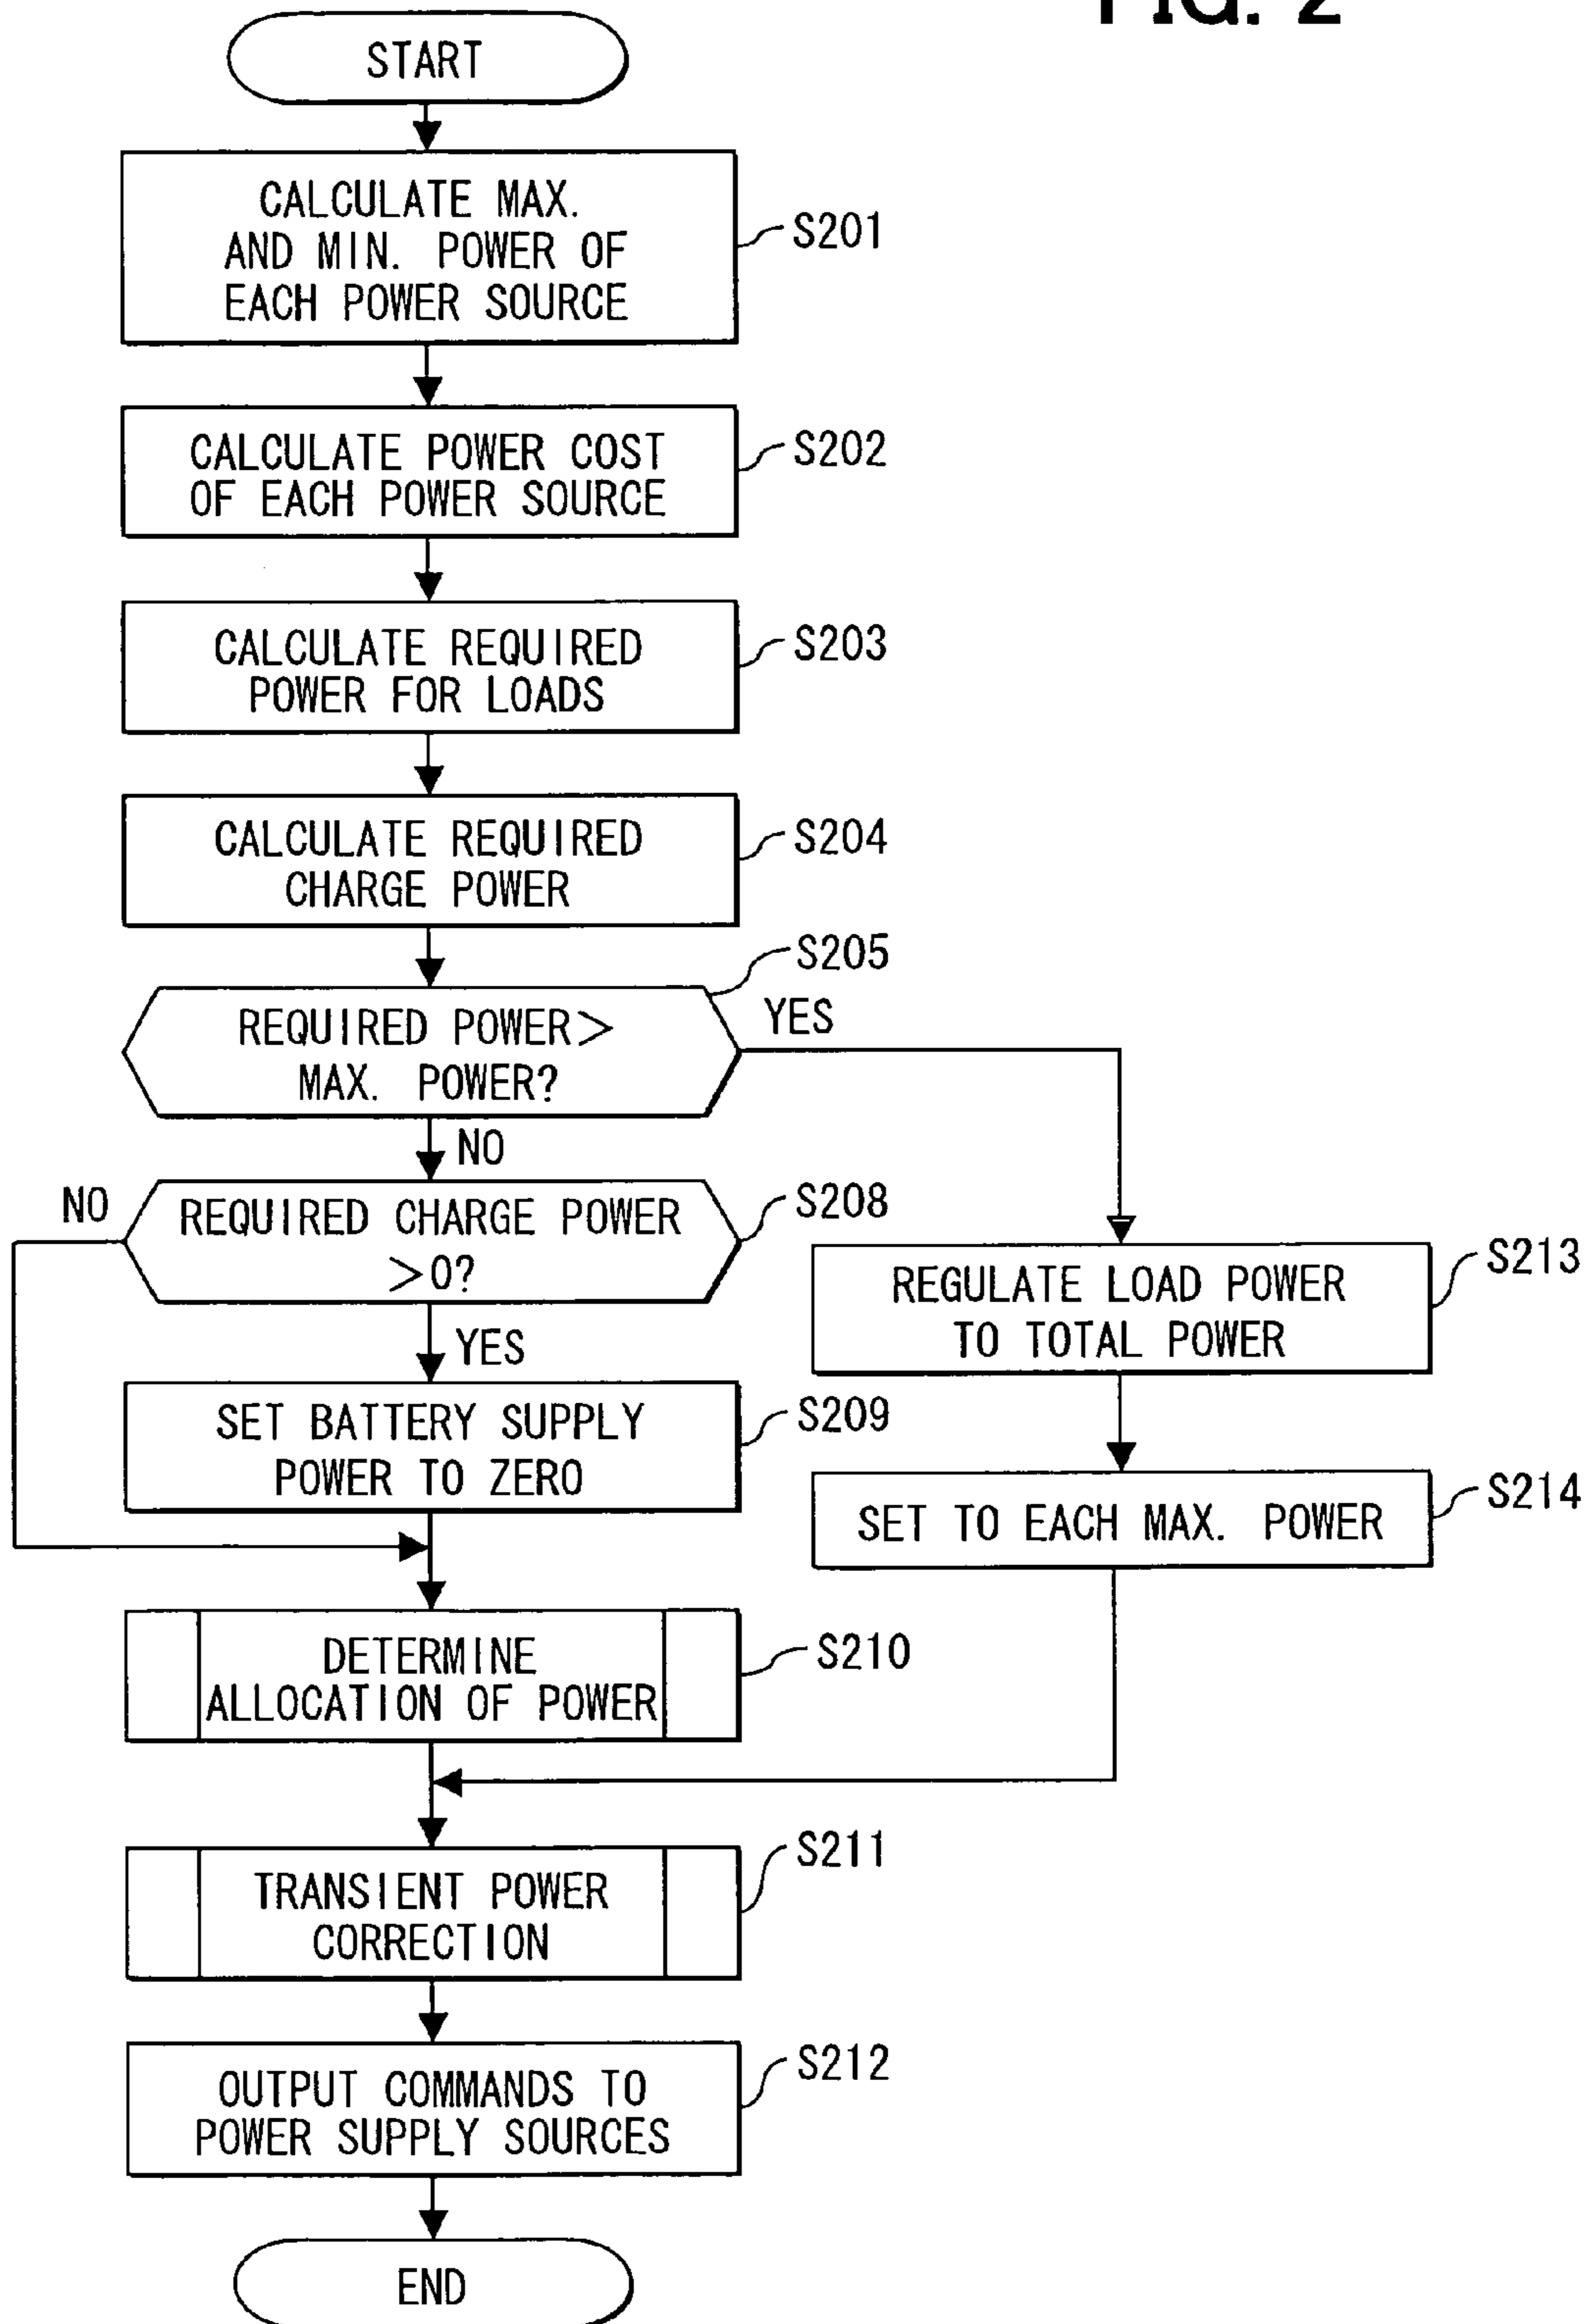 FIG. 2
START
CALCULATE MAX.
AND MIN. POWER OF
EACH POWER SOURCE
S201
CALCULATE POWER COST
OF EACH POWER SOURCE
S202
CALCULATE REQUIRED
POWER FOR LOADS
S203
CALCULATE REQUIRED
CHARGE POWER
S204
S205
REQUIRED POWER>
MAX. POWER?
YES
NO
NO
REQUIRED CHARGE POWER
>0?
S208
YES
REGULATE LOAD POWER
TO TOTAL POWER
S213
SET BATTERY SUPPLY
POWER TO ZERO
S209
SET TO EACH MAX. POWER
S214
DETERMINE
ALLOCATION OF POWER
S210
TRANSIENT POWER
CORRECTION
S211
OUTPUT COMMANDS TO
POWER SUPPLY SOURCES
S212
END